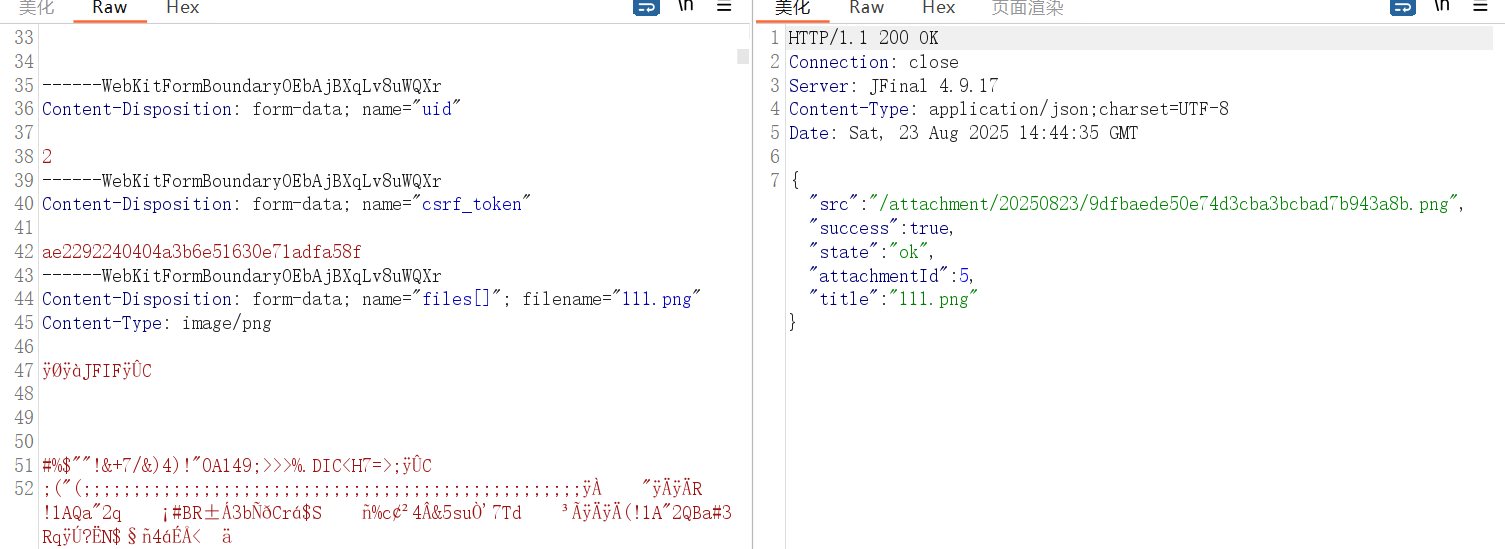 美化 Raw Hex \n
33
34
35 ------WebKitFormBoundaryOEbAjBXqLv8uWQXr
36 Content-Disposition: form-data; name="uid"
37
38 2
39 ------WebKitFormBoundaryOEbAjBXqLv8uWQXr
40 Content-Disposition: form-data; name="csrf_token"
41
42 ae2292240404a3b6e51630e71adfa58f
43 ------WebKitFormBoundaryOEbAjBXqLv8uWQXr
44 Content-Disposition: form-data; name="files[]"; filename="111.png"
45 Content-Type: image/png
46
47 ÿØÿàJFIFÿÛC
48
49
50
51 #%$""!&+7/&)4)!"0A149;>>>%.DIC<H7=>;ÿÛC
52 ;("(;;;;;;;;;;;;;;;;;;;;;;;;;;;;;;;;;;;;;;;;;;;;;;;;;;ÿÀ "ÿÄÿÄR
!1AQa"2q ¡#BR±Á3bÑðCrá$S ñ%c¢²4Â&5suÒ'7Td ³ÃÿÄÿÄ(!1A"2QBa#3
RqÿÚ?ËN$§ñ4áÉÅ< ä
美化 Raw Hex 页面渲染 \n
1 HTTP/1.1 200 OK
2 Connection: close
3 Server: JFinal 4.9.17
4 Content-Type: application/json;charset=UTF-8
5 Date: Sat, 23 Aug 2025 14:44:35 GMT
6
7 {
"src":"/attachment/20250823/9dfbaede50e74d3cba3bcbad7b943a8b.png",
"success":true,
"state":"ok",
"attachmentId":5,
"title":"111.png"
}